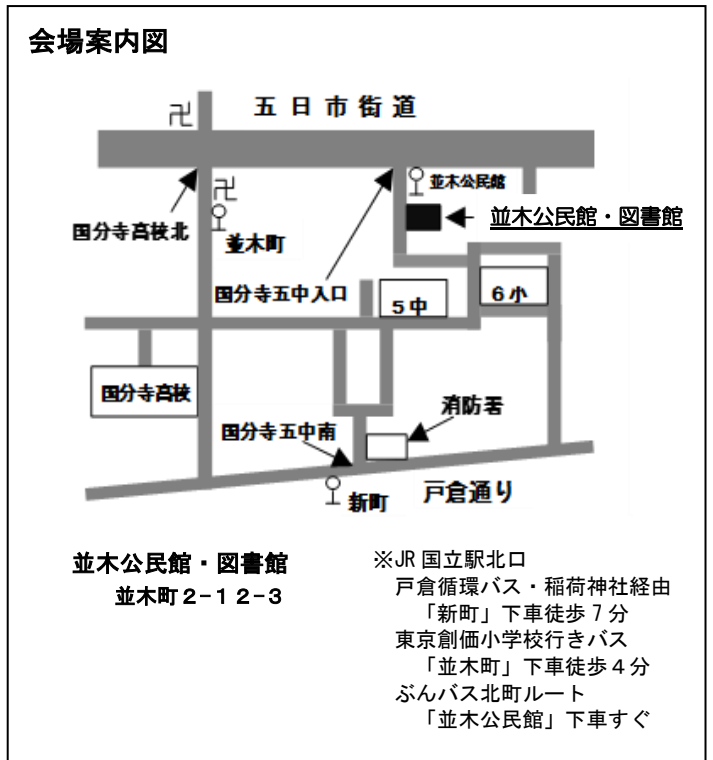 会場案内図
卍
五日市街道
卍
並木公民館
国分寺高校北
並木町
並木公民館・図書館
国分寺五中入口
5中
6小
国分寺高校
消防署
国分寺五中南
新町
戸倉通り
並木公民館・図書館
並木町2-12-3
※JR国立駅北口
戸倉循環バス・稲荷神社経由
「新町」下車徒歩7分
東京創価小学校行きバス
「並木町」下車徒歩4分
ぶんバス北町ルート
「並木公民館」下車すぐ